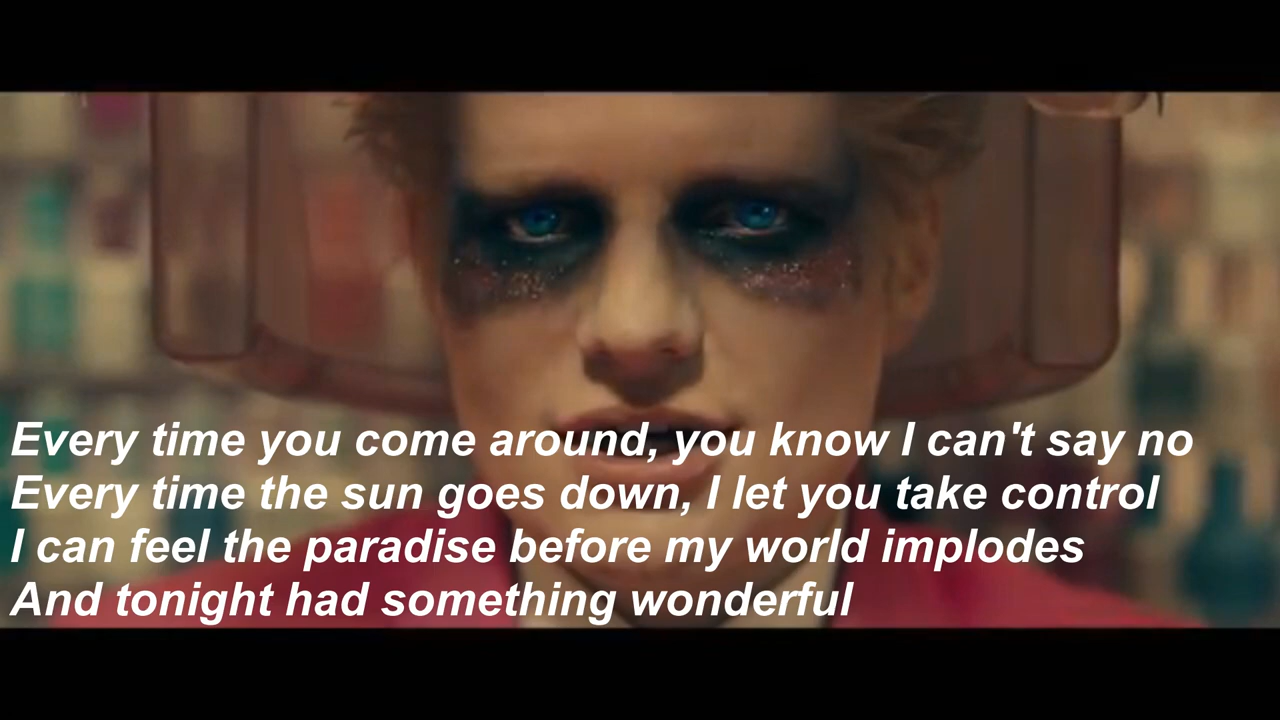 Every time you come around, you know I can't say no
Every time the sun goes down, I let you take control
I can feel the paradise before my world implodes
And tonight had something wonderful